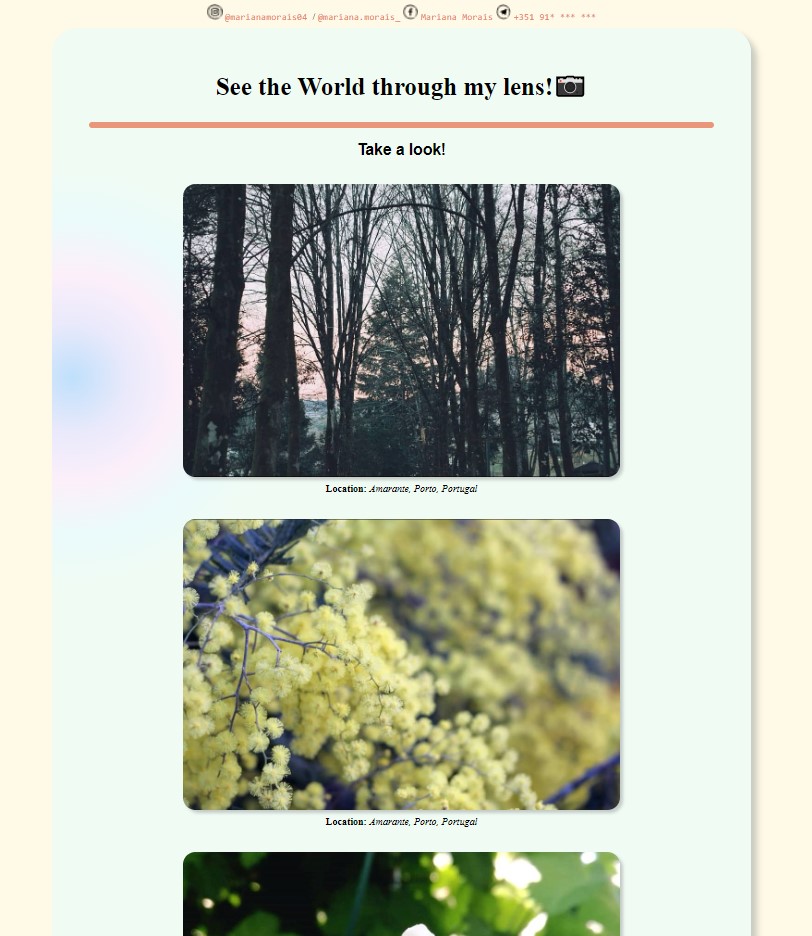 @marianamorais04 /@mariana.morais_ Mariana Morais +351 91* *** ***
See the World through my lens!
Take a look!
Location: Amarante, Porto, Portugal
Location: Amarante, Porto, Portugal